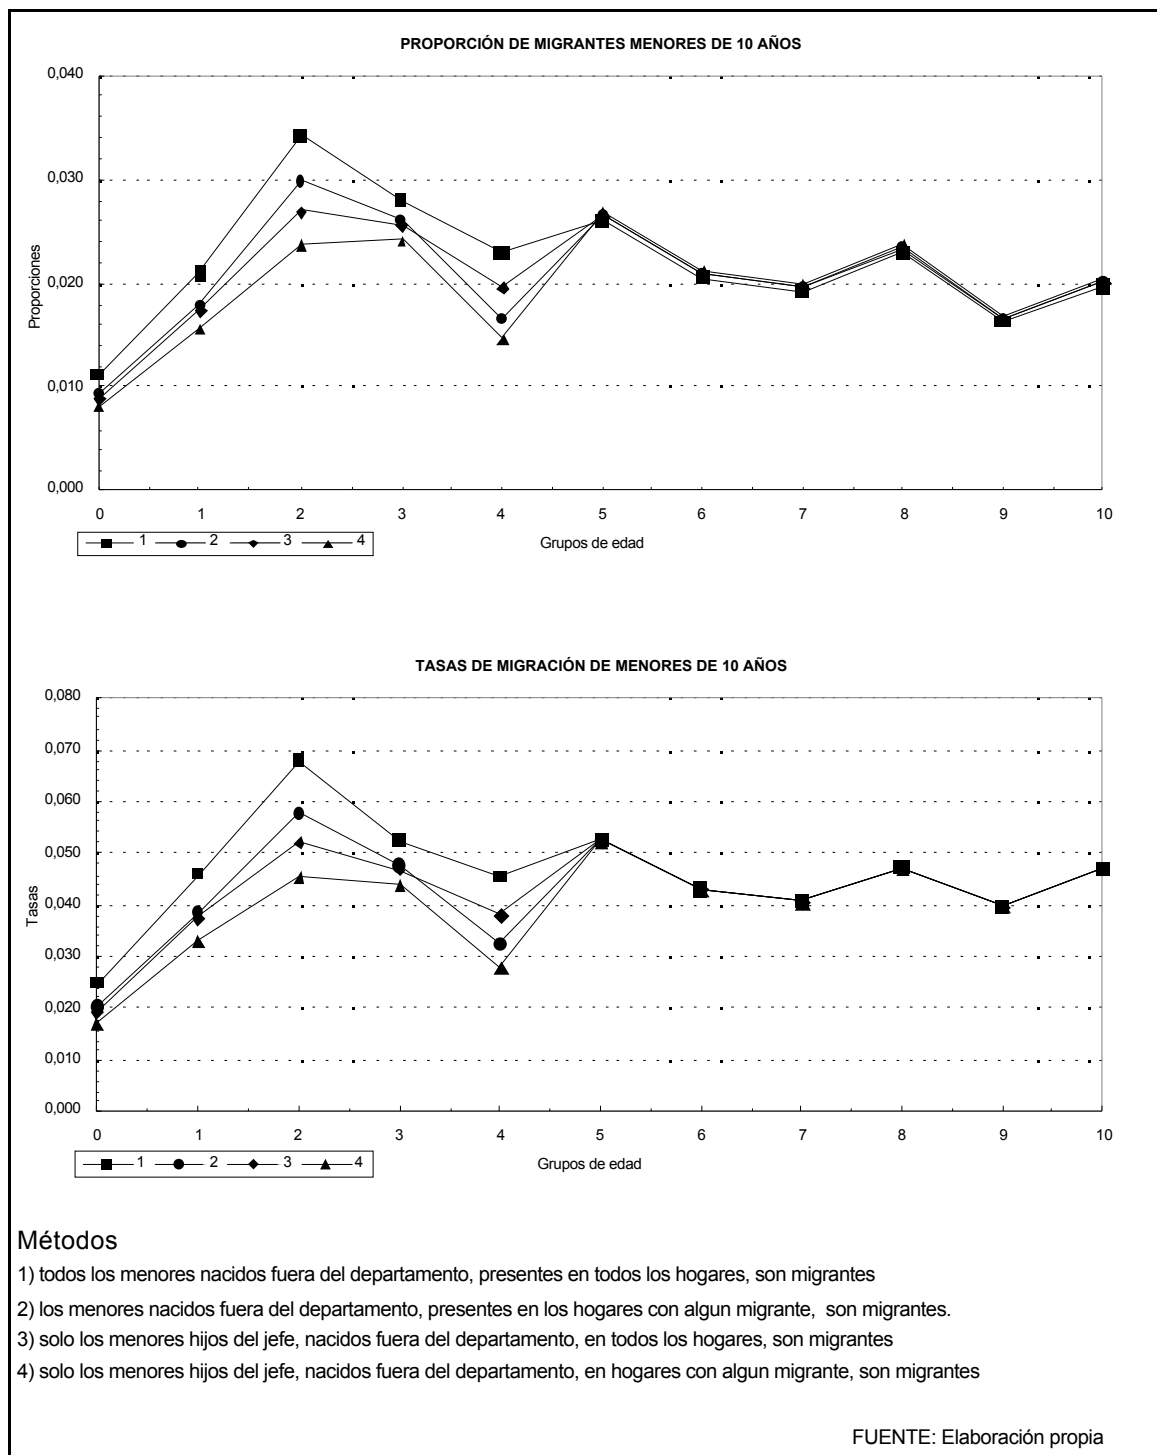 PROPORCIÓN DE MIGRANTES MENORES DE 10 AÑOS
0,040
0,030
0,020
0,010
0,000
Proporciones
0 1 2 3 4 5 6 7 8 9 10
Grupos de edad
1 2 3 4
TASAS DE MIGRACIÓN DE MENORES DE 10 AÑOS
0,080
0,070
0,060
0,050
0,040
0,030
0,020
0,010
0,000
Tasas
0 1 2 3 4 5 6 7 8 9 10
Grupos de edad
1 2 3 4
Métodos
1) todos los menores nacidos fuera del departamento, presentes en todos los hogares, son migrantes
2) los menores nacidos fuera del departamento, presentes en los hogares con algun migrante, son migrantes.
3) solo los menores hijos del jefe, nacidos fuera del departamento, en todos los hogares, son migrantes
4) solo los menores hijos del jefe, nacidos fuera del departamento, en hogares con algun migrante, son migrantes
FUENTE: Elaboración propia